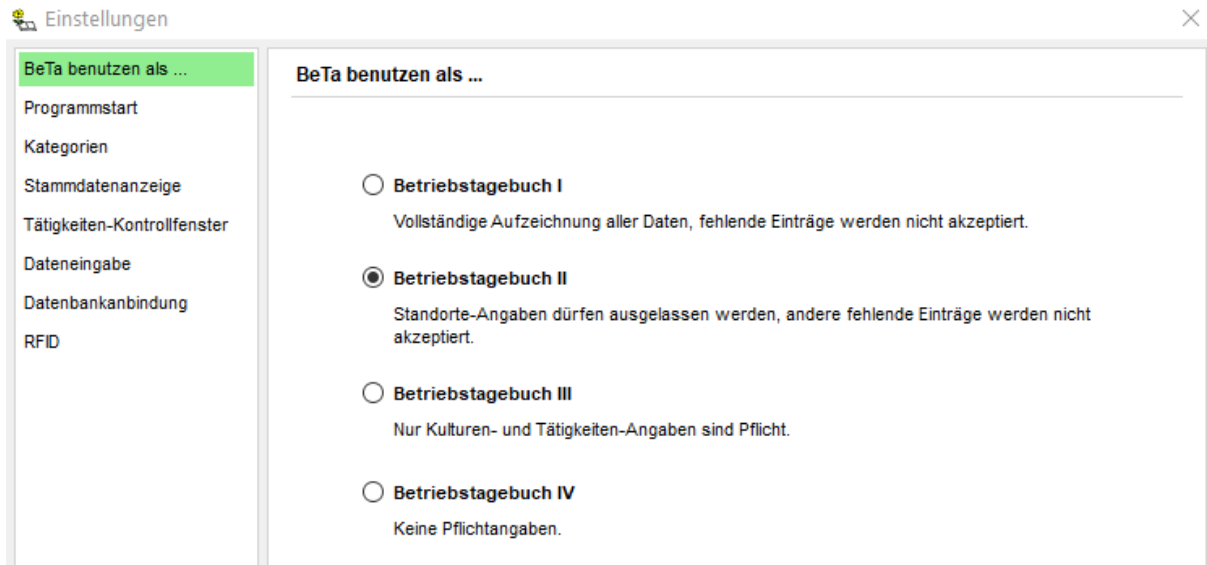 Einstellungen
BeTa benutzen als ...
Programmstart
Kategorien
Stammdatenanzeige
Tätigkeiten-Kontrollfenster
Dateneingabe
Datenbankanbindung
RFID
BeTa benutzen als ...
Betriebstagebuch I
Vollständige Aufzeichnung aller Daten, fehlende Einträge werden nicht akzeptiert.
Betriebstagebuch II
Standorte-Angaben dürfen ausgelassen werden, andere fehlende Einträge werden nicht
akzeptiert.
Betriebstagebuch III
Nur Kulturen- und Tätigkeiten-Angaben sind Pflicht.
Betriebstagebuch IV
Keine Pflichtangaben.